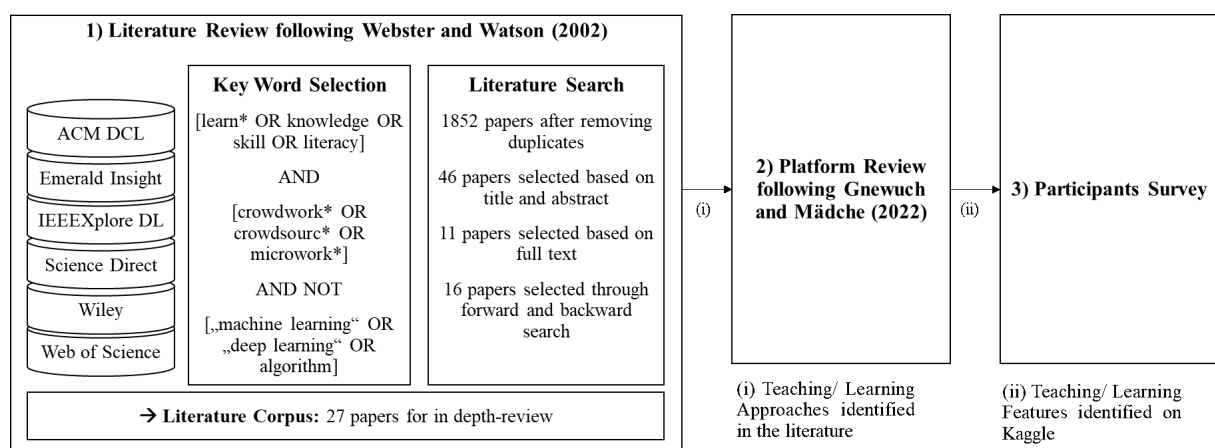 1) Literature Review following Webster and Watson (2002)
ACM DCL
Emerald Insight
IEEEXplore DL
Science Direct
Wiley
Web of Science
Key Word Selection
[learn* OR knowledge OR
skill OR literacy]
AND
[crowdwork* OR
crowdsourc* OR
microwork*]
AND NOT
[„machine learning“ OR
„deep learning“ OR
algorithm]
Literature Search
1852 papers after removing
duplicates
46 papers selected based on
title and abstract
11 papers selected based on
full text
16 papers selected through
forward and backward
search
→ Literature Corpus: 27 papers for in depth-review
(i)
2) Platform Review
following Gnewuch
and Mädche (2022)
(ii)
3) Participants Survey
(i) Teaching/ Learning
Approaches identified
in the literature
(ii) Teaching/ Learning
Features identified on
Kaggle